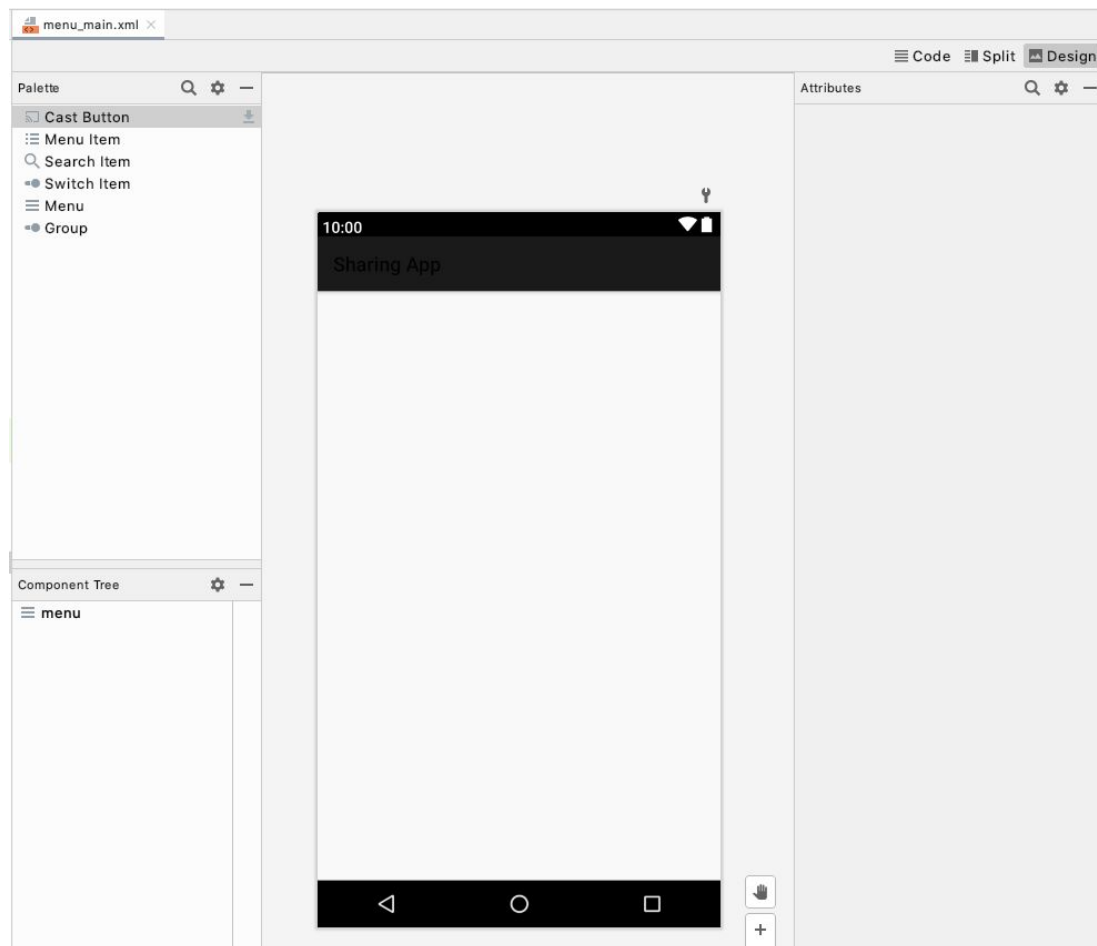 menu_main.xml
Code Split Design
Palette
Cast Button
Menu Item
Search Item
Switch Item
Menu
Group
Component Tree
menu
10:00
Sharing App
Attributes